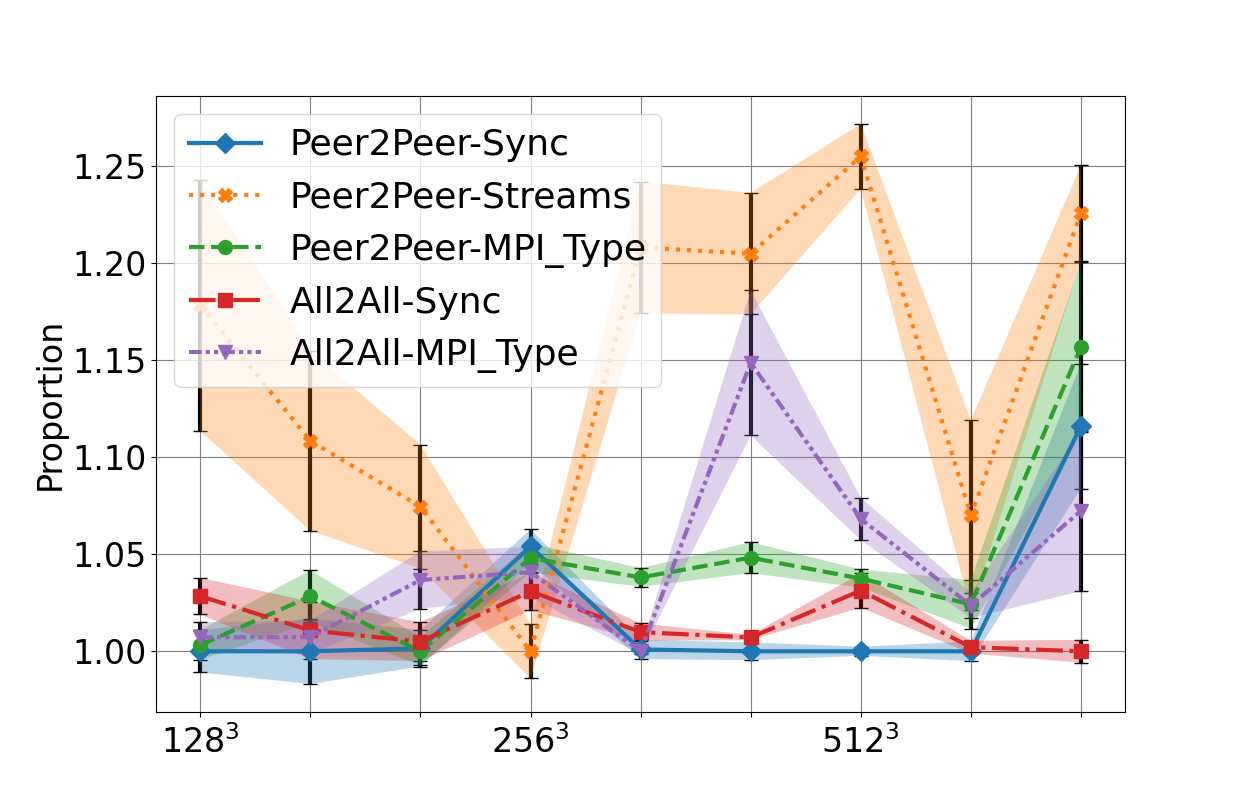 Peer2Peer-Sync
Peer2Peer-Streams
Peer2Peer-MPI_Type
All2All-Sync
All2All-MPI_Type
Proportion
1.25
1.20
1.15
1.10
1.05
1.00
128³
256³
512³